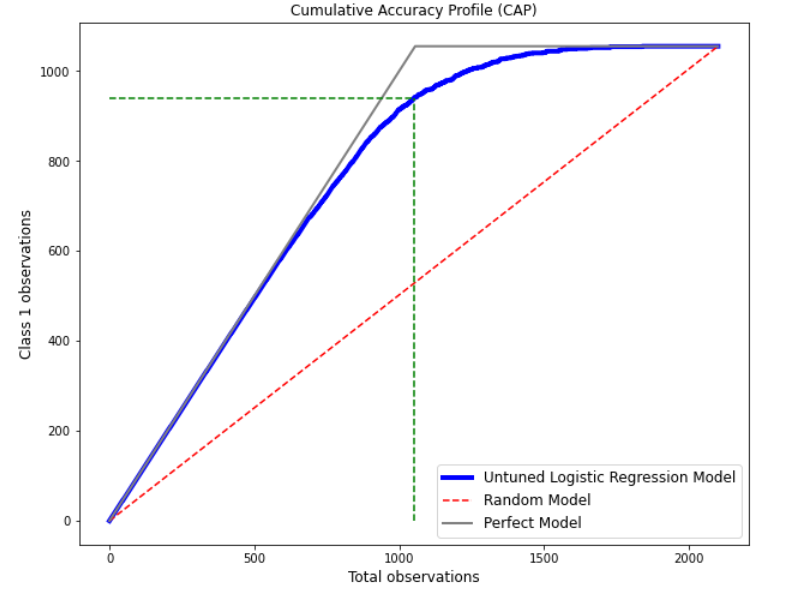 Cumulative Accuracy Profile (CAP)
Class 1 observations
1000
800
600
400
200
0
0 500 1000 1500 2000
Total observations
Untuned Logistic Regression Model
Random Model
Perfect Model